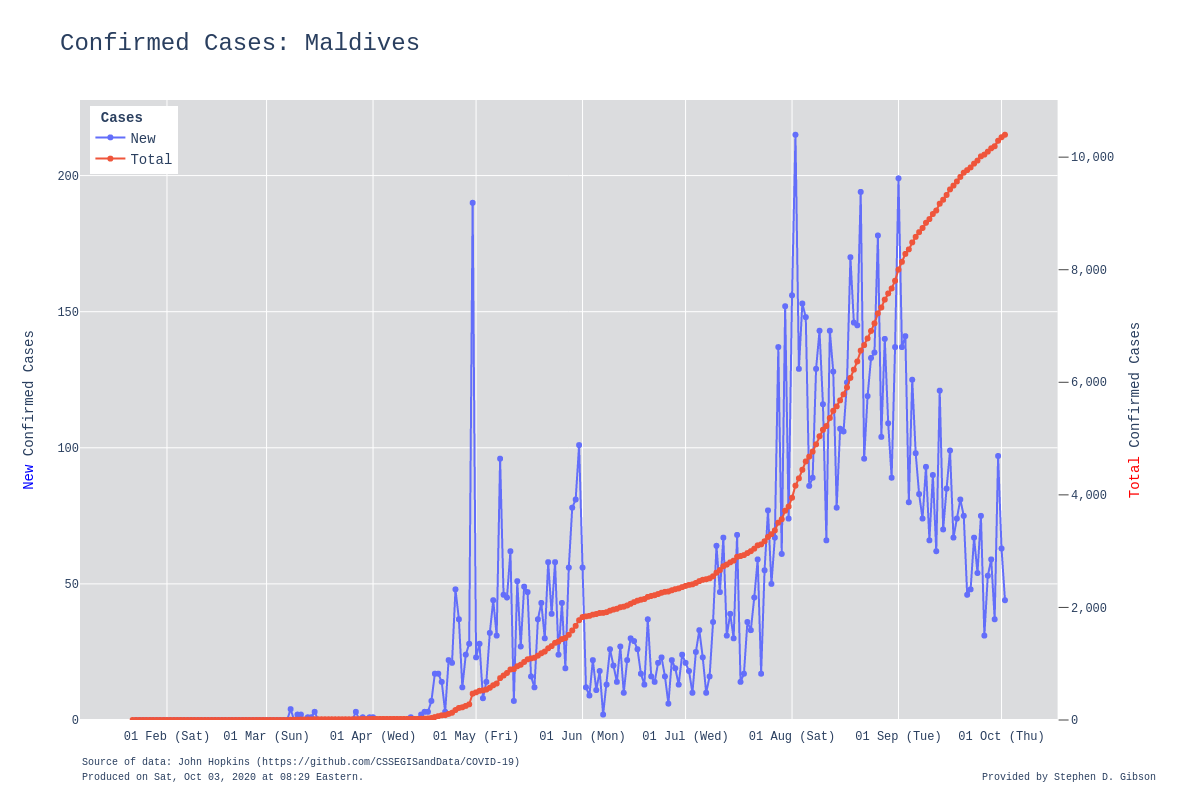 Confirmed Cases: Maldives
Cases
New
Total
200
150
100
50
0
10,000
8,000
6,000
4,000
2,000
0
New Confirmed Cases
Total Confirmed Cases
01 Feb (Sat) 01 Mar (Sun) 01 Apr (Wed) 01 May (Fri) 01 Jun (Mon) 01 Jul (Wed) 01 Aug (Sat) 01 Sep (Tue) 01 Oct (Thu)
Source of data: John Hopkins (https://github.com/CSSEGISandData/COVID-19)
Produced on Sat, Oct 03, 2020 at 08:29 Eastern.
Provided by Stephen D. Gibson